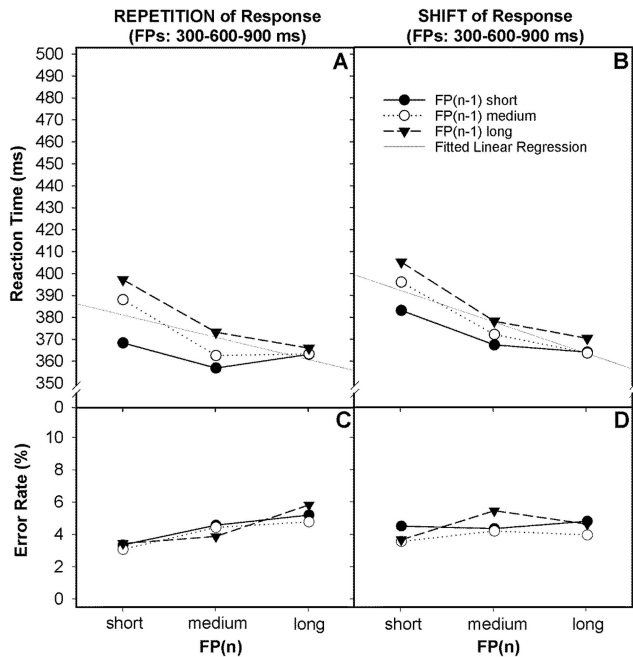 REPETITION of Response
(FPs: 300-600-900 ms)
SHIFT of Response
(FPs: 300-600-900 ms)
A
B
FP(n-1) short
FP(n-1) medium
FP(n-1) long
Fitted Linear Regression
Reaction Time (ms)
500
490
480
470
460
450
440
430
420
410
400
390
380
370
360
350
0
C
D
Error Rate (%)
10
8
6
4
2
0
short medium long
short medium long
FP(n)
FP(n)